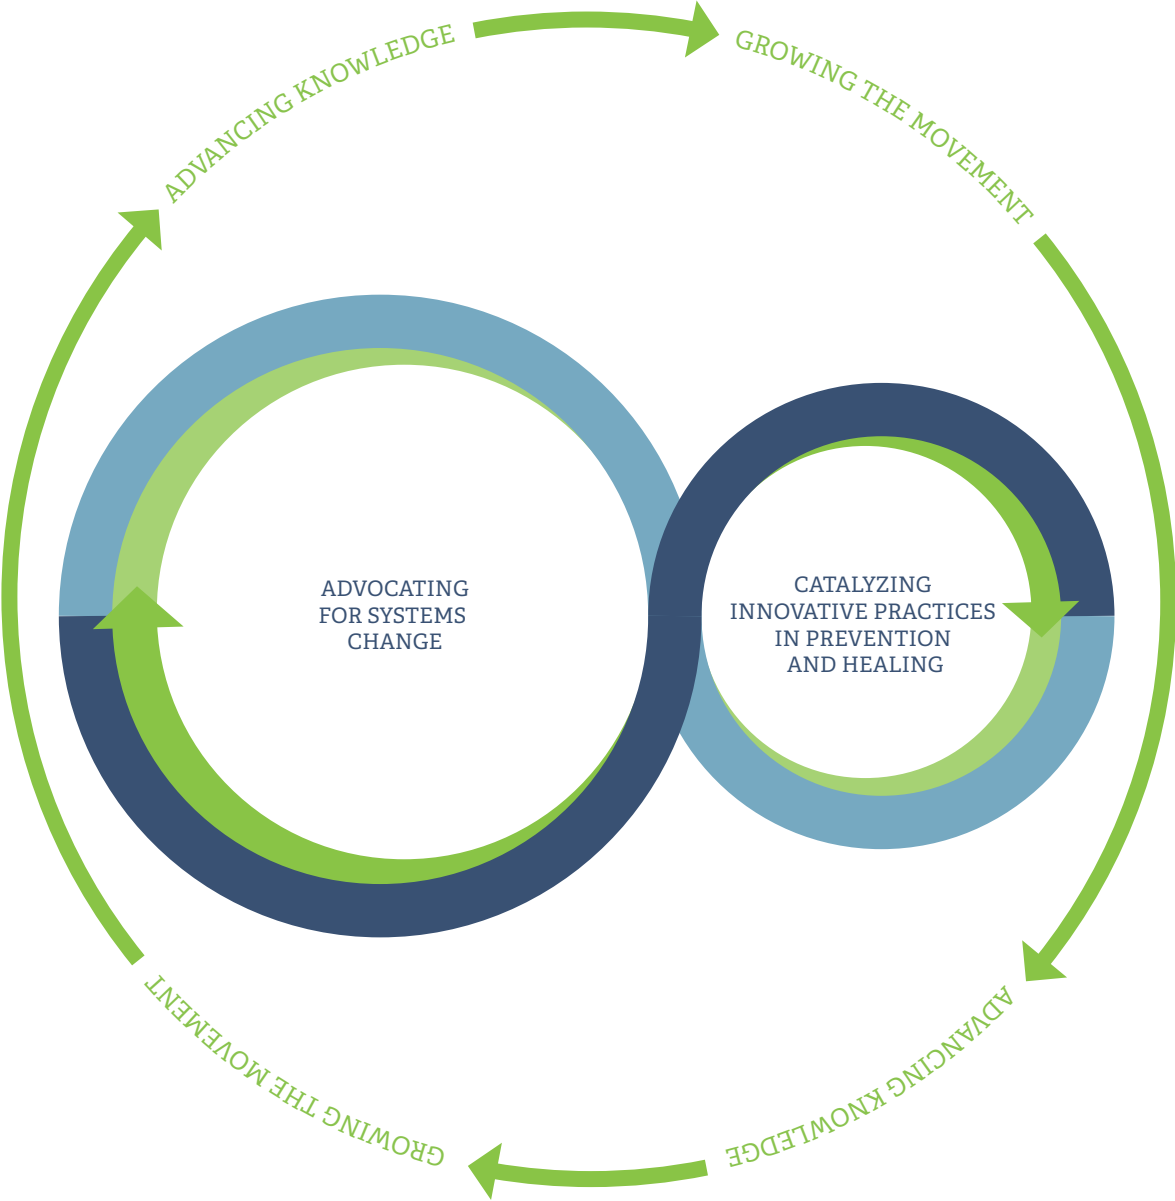 ADVANCING KNOWLEDGE
GROWING THE MOVEMENT
ADVOCATING
FOR SYSTEMS
CHANGE
CATALYZING
INNOVATIVE PRACTICES
IN PREVENTION
AND HEALING
ADVANCING KNOWLEDGE
GROWING THE MOVEMENT